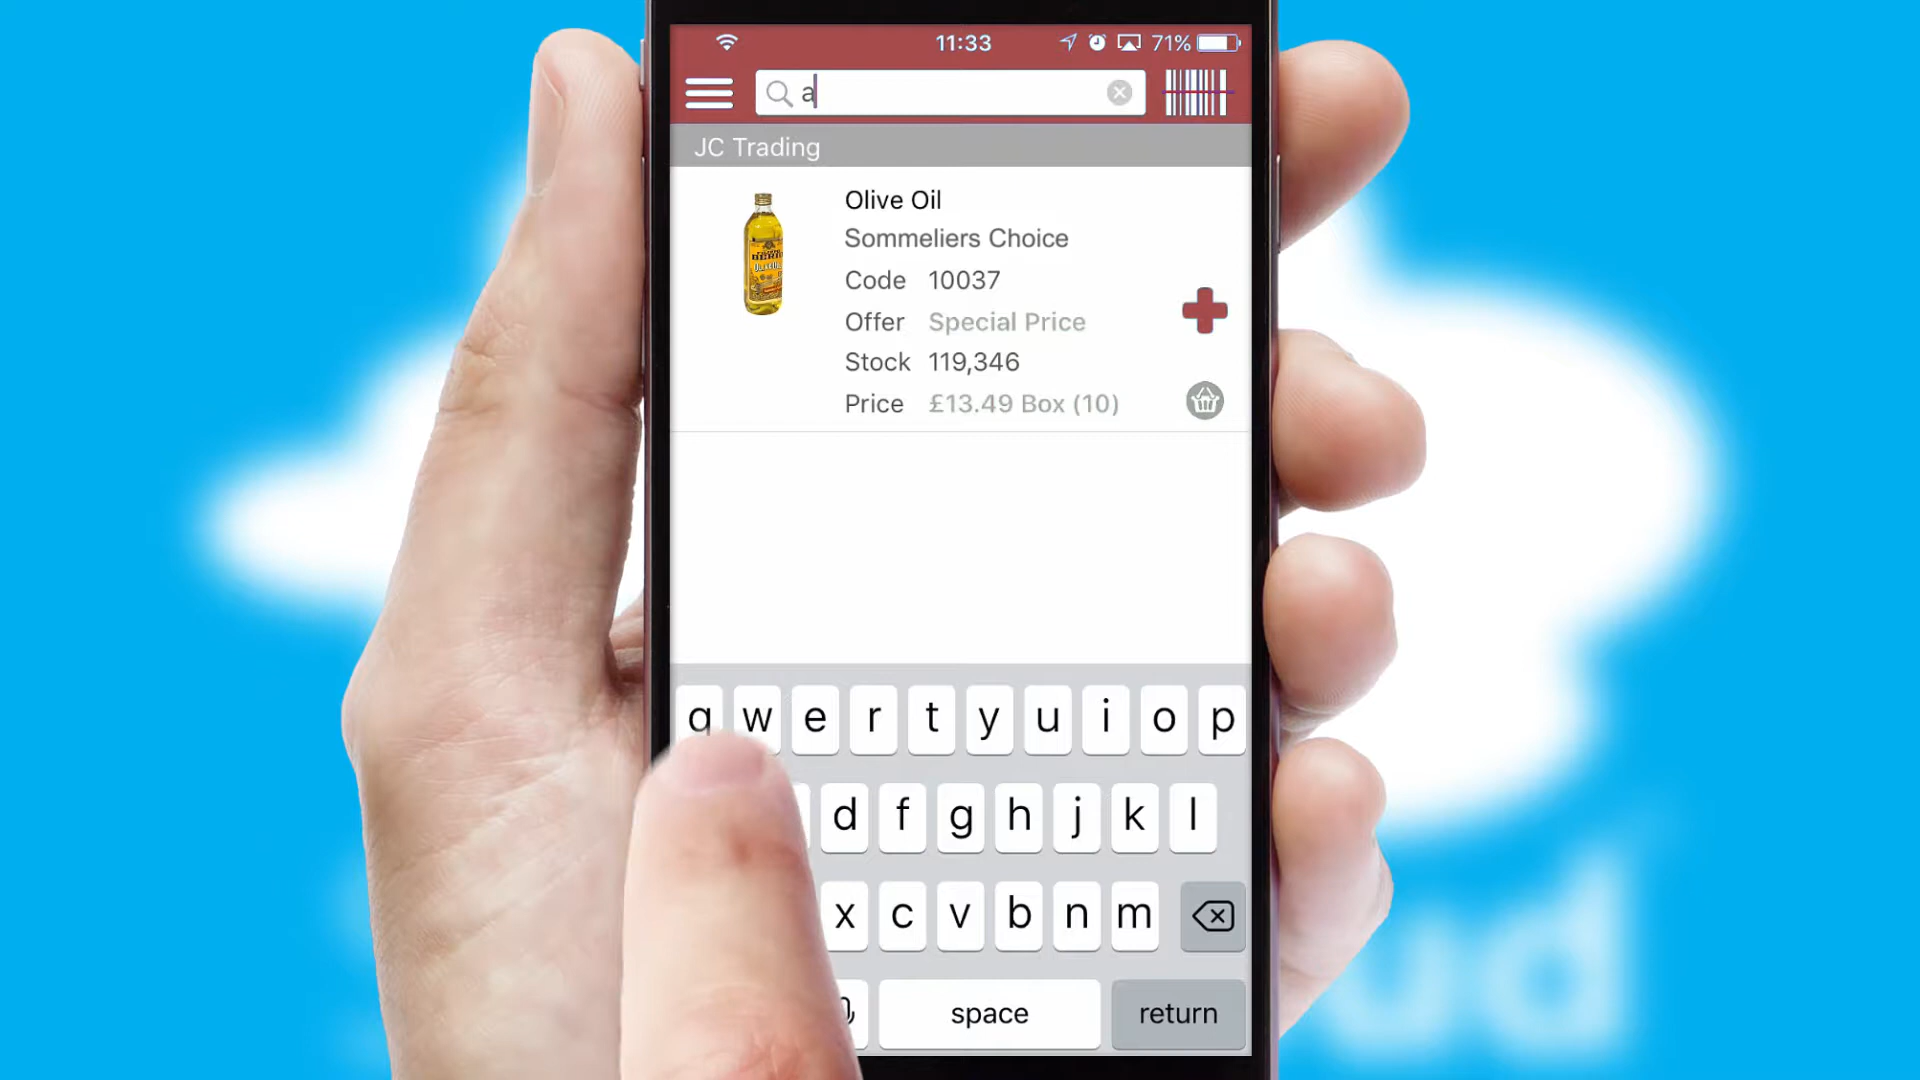 11:33 71%
a
JC Trading
Olive Oil
Sommeliers Choice
Code 10037
Offer Special Price
Stock 119,346
Price £13.49 Box (10)
q w e r t y u i o p
d f g h j k l
x c v b n m
space return
ud